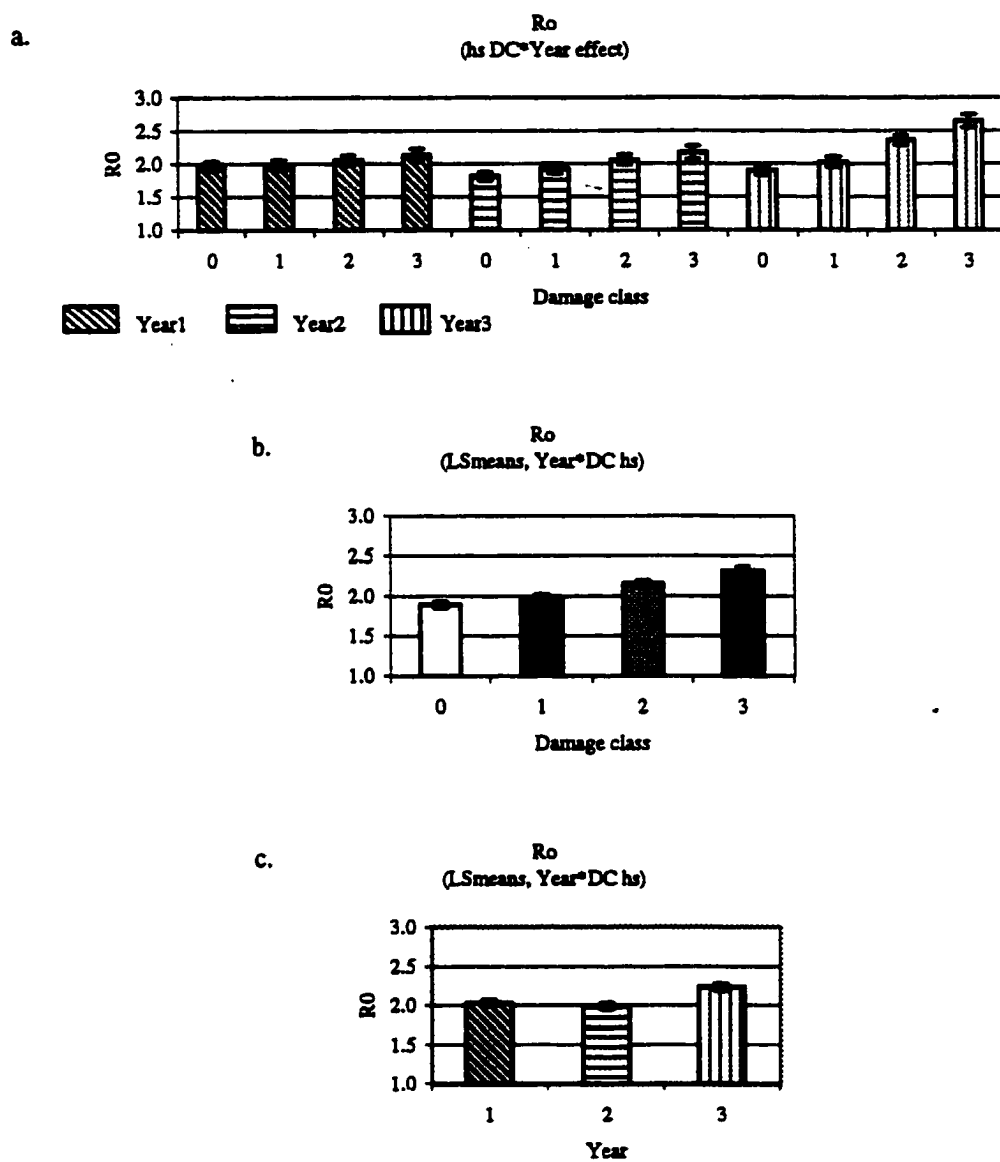 a.
Ro
(hs DC*Year effect)
3.0
2.5
2.0
1.5
1.0
R0
0 1 2 3 0 1 2 3 0 1 2 3
Damage class
Year1 Year2 Year3
b.
Ro
(LSmeans, Year*DC hs)
3.0
2.5
2.0
1.5
1.0
R0
0 1 2 3
Damage class
c.
Ro
(LSmeans, Year*DC hs)
3.0
2.5
2.0
1.5
1.0
R0
1 2 3
Year